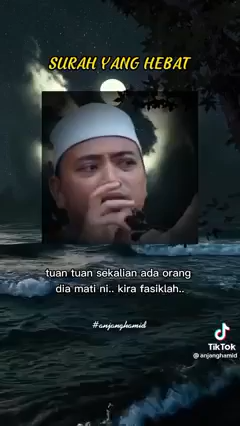 SURAH YANG HEBAT
tuan tuan sekalian ada orang
dia mati ni.. kira fasiklah..
#anjanghamid
TikTok
@anjanghamid